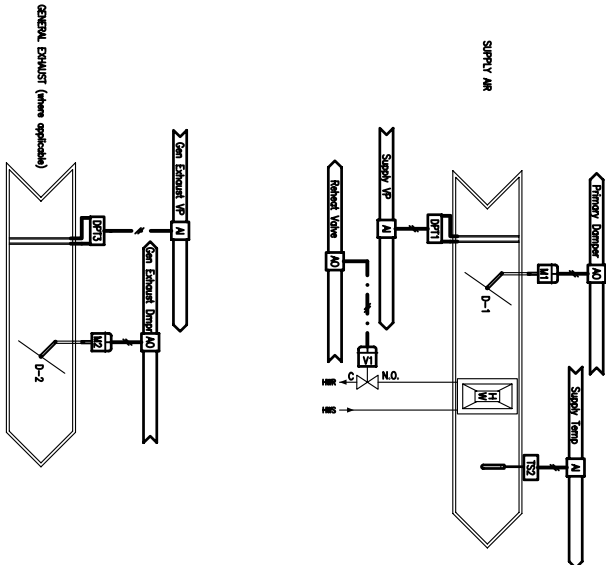 Primary Damper
AO
Supply Temp
AI
M1
TS2
D-1
SUPPLY AIR
HW
DPT1
Supply VP
AI
Reheat Valve
AO
V1
C
N.O.
HWR
HWS
Gen Exhaust VP
AI
Gen Exhaust Dmpr
AO
DPT3
M2
D-2
GENERAL EXHAUST (where applicable)